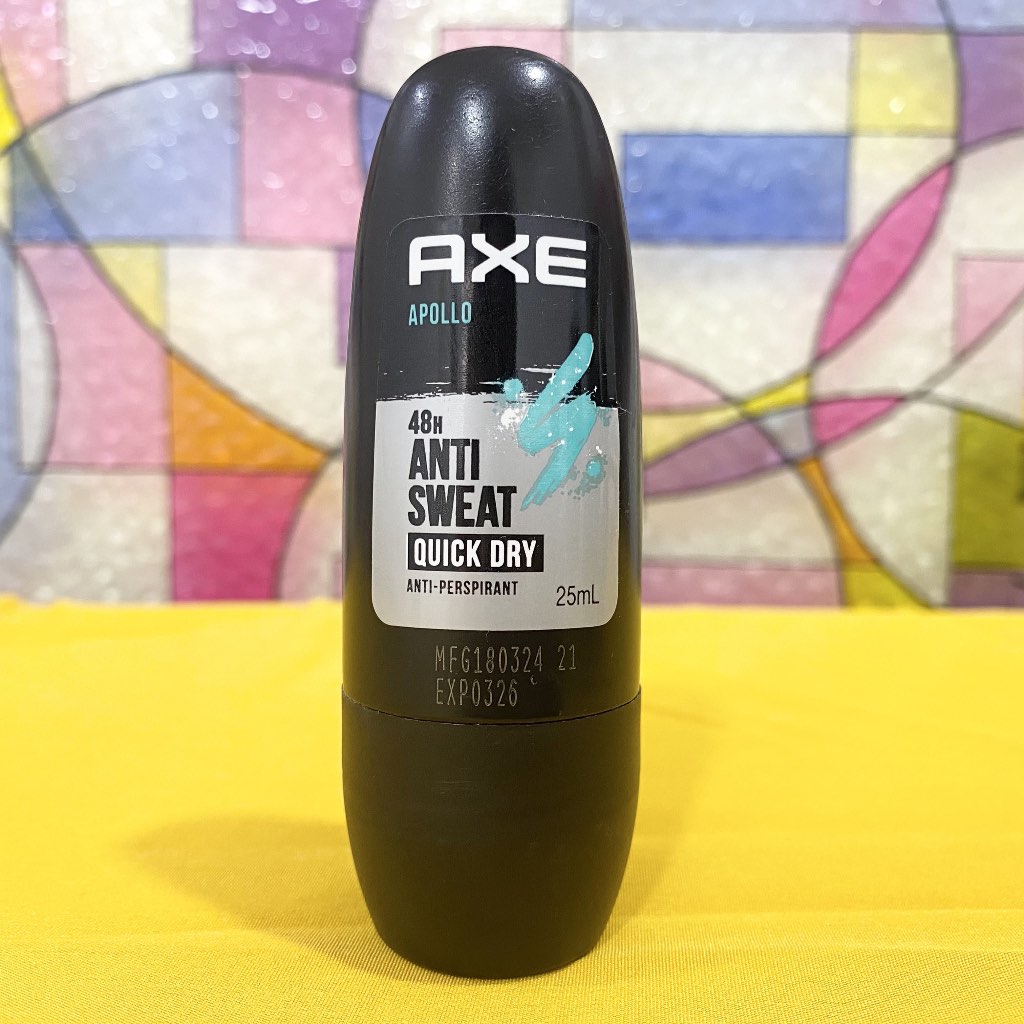 AXE
APOLLO
48H
ANTI
SWEAT
QUICK DRY
ANTI-PERSPIRANT
25mL
MFG180324 21
EXP0326